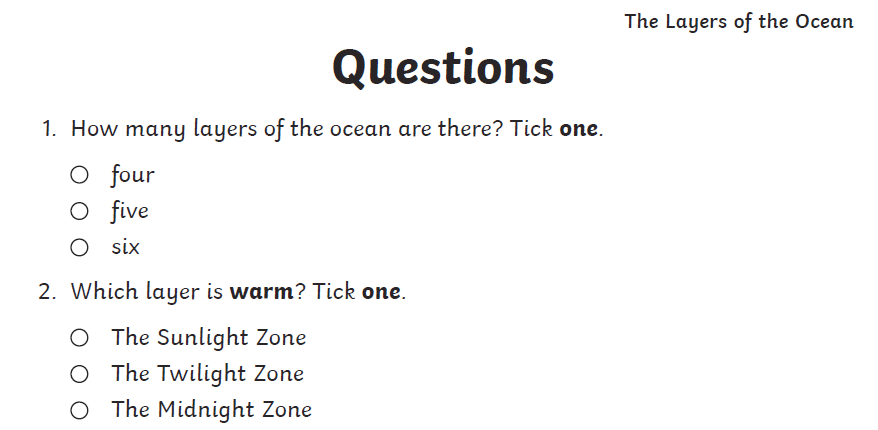 The Layers of the Ocean
Questions
1. How many layers of the ocean are there? Tick one.
four
five
six
2. Which layer is warm? Tick one.
The Sunlight Zone
The Twilight Zone
The Midnight Zone